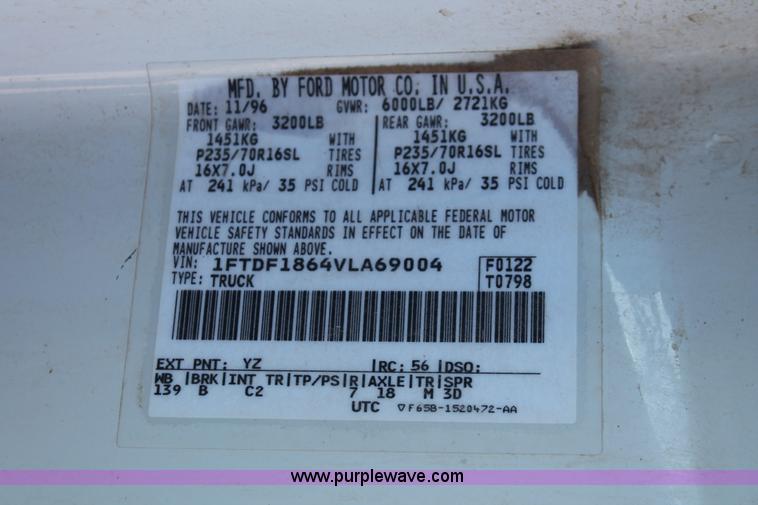 MFD. BY FORD MOTOR CO. IN U.S.A.
DATE: 11/96 GVWR: 6000LB/ 2721KG
FRONT GAWR: 3200LB REAR GAWR: 3200LB
1451KG WITH 1451KG WITH
P235/70R16SL TIRES P235/70R16SL TIRES
16X7.0J RIMS 16X7.0J RIMS
AT 241 kPa/ 35 PSI COLD AT 241 kPa/ 35 PSI COLD
THIS VEHICLE CONFORMS TO ALL APPLICABLE FEDERAL MOTOR
VEHICLE SAFETY STANDARDS IN EFFECT ON THE DATE OF
MANUFACTURE SHOWN ABOVE.
VIN: 1FTDF1864VLA69004 F0122
TYPE: TRUCK T0798
EXT PNT: YZ RC: 56 DSO:
WB BRK INT TR TP/PS R AXLE TR SPR
139 B C2 7 18 M 3D
UTC ▽F65B-1520472-AA
www.purplewave.com